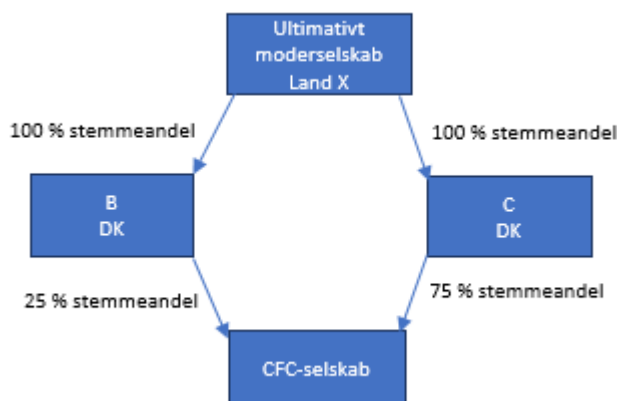 Ultimativt
moderselskab
Land X
100 % stemmeandel
100 % stemmeandel
B
DK
C
DK
25 % stemmeandel
75 % stemmeandel
CFC-selskab